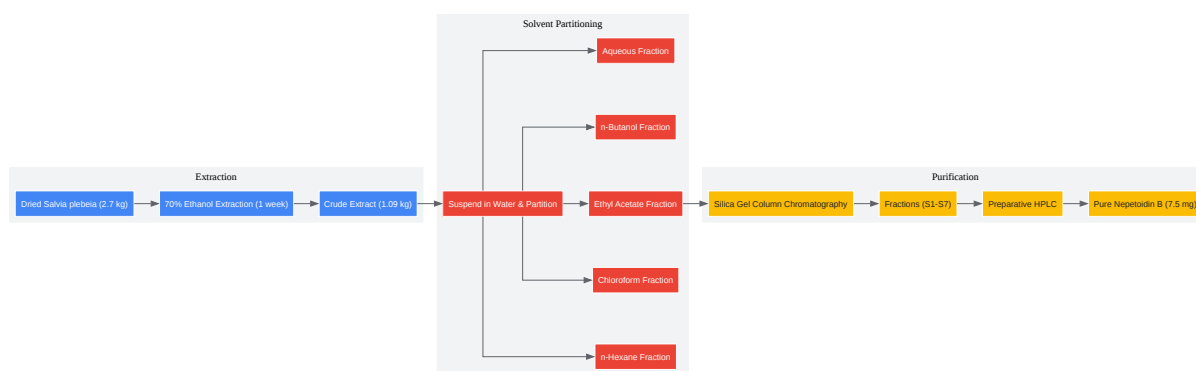 Extraction
Dried Salvia plebeia (2.7 kg)
70% Ethanol Extraction (1 week)
Crude Extract (1.09 kg)
Solvent Partitioning
Suspend in Water & Partition
Aqueous Fraction
n-Butanol Fraction
Ethyl Acetate Fraction
Chloroform Fraction
n-Hexane Fraction
Purification
Silica Gel Column Chromatography
Fractions (S1-S7)
Preparative HPLC
Pure Nepetoidin B (7.5 mg)